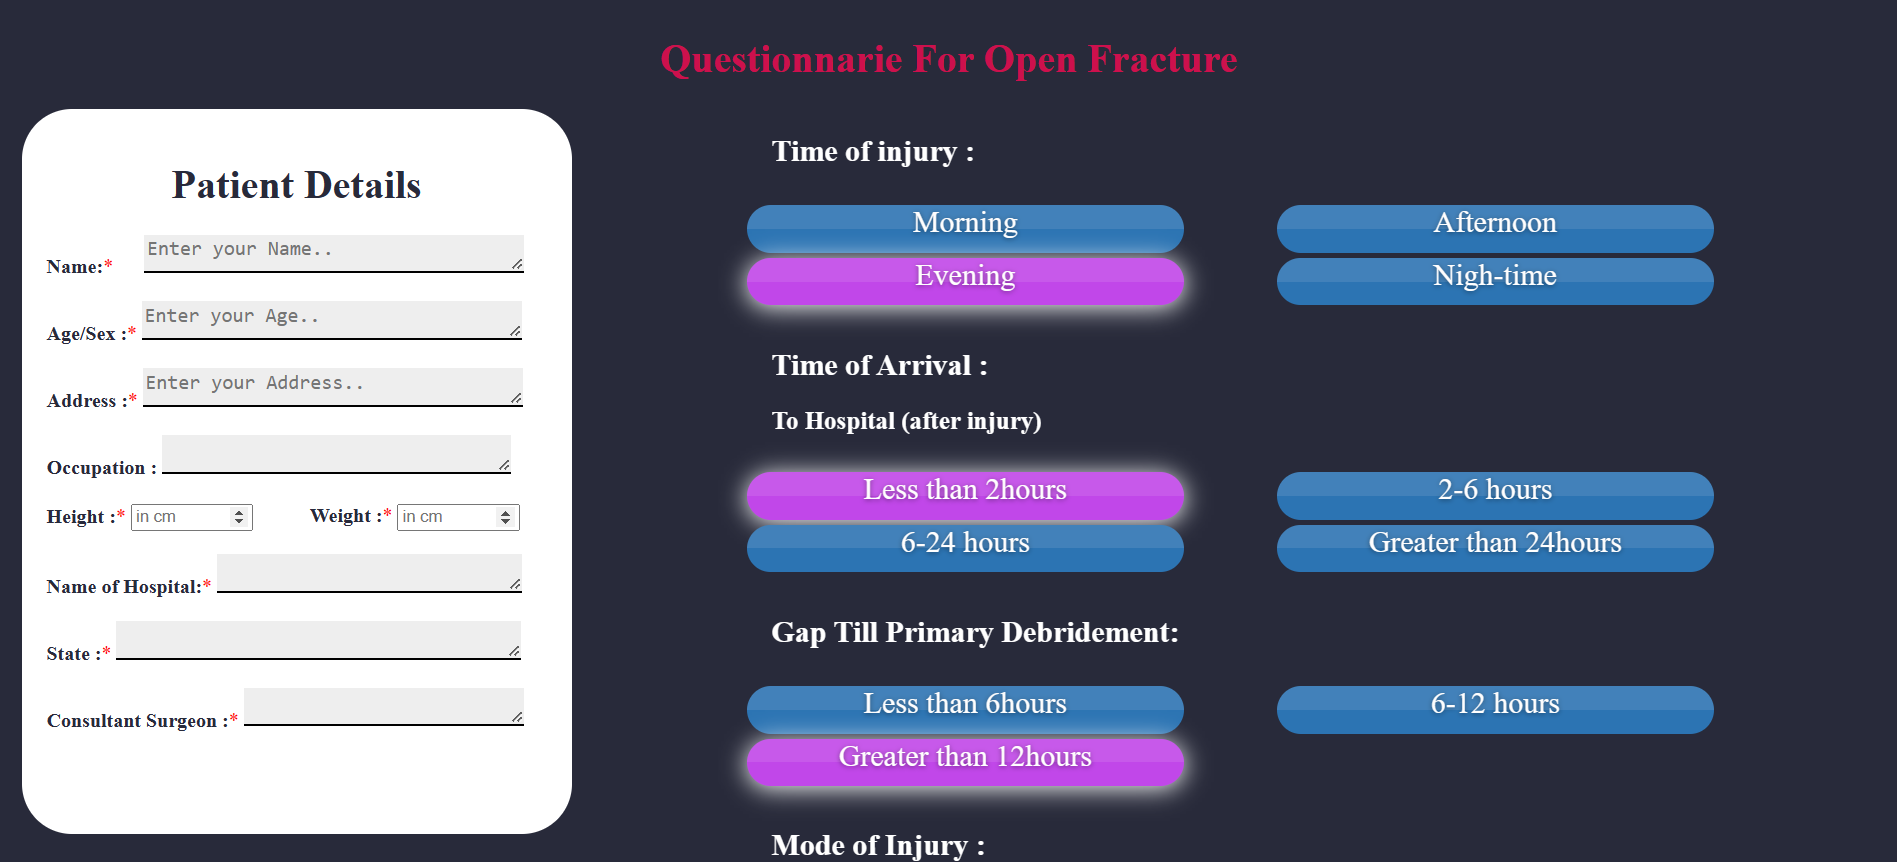 Questionnarie For Open Fracture
Patient Details
Name:* Enter your Name..
Age/Sex :* Enter your Age..
Address :* Enter your Address..
Occupation :
Height :* in cm Weight :* in cm
Name of Hospital:*
State :*
Consultant Surgeon :*
Time of injury :
Morning Afternoon
Evening Nigh-time
Time of Arrival :
To Hospital (after injury)
Less than 2hours 2-6 hours
6-24 hours Greater than 24hours
Gap Till Primary Debridement:
Less than 6hours 6-12 hours
Greater than 12hours
Mode of Injury :